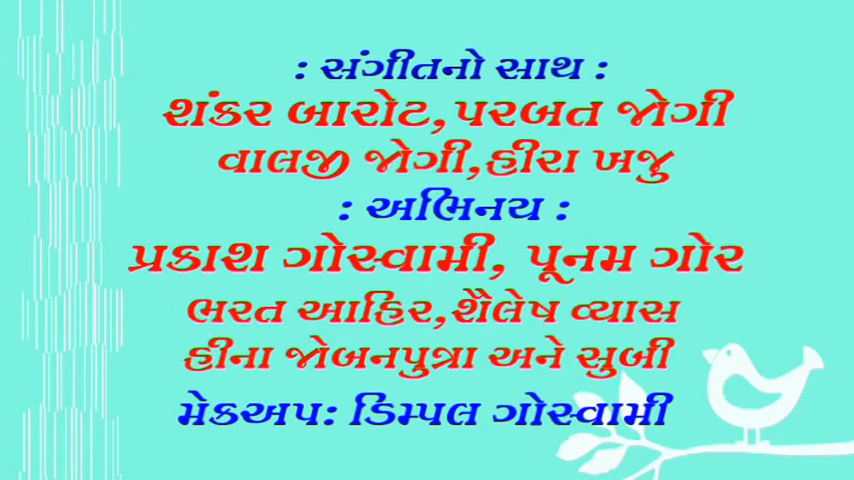 : સંગીતનો સાથ :
શંકર બારોટ,પરબત જોગી
વાલજી જોગી,હીરા ખજુ
: અભિનય :
પ્રકાશ ગોસ્વામી, પૂનમ ગોર
ભરત આહિર,શૈલેષ વ્યાસ
હીના જોબનપુત્રા અને સુબી
મેકઅપ: ડિમ્પલ ગોસ્વામી